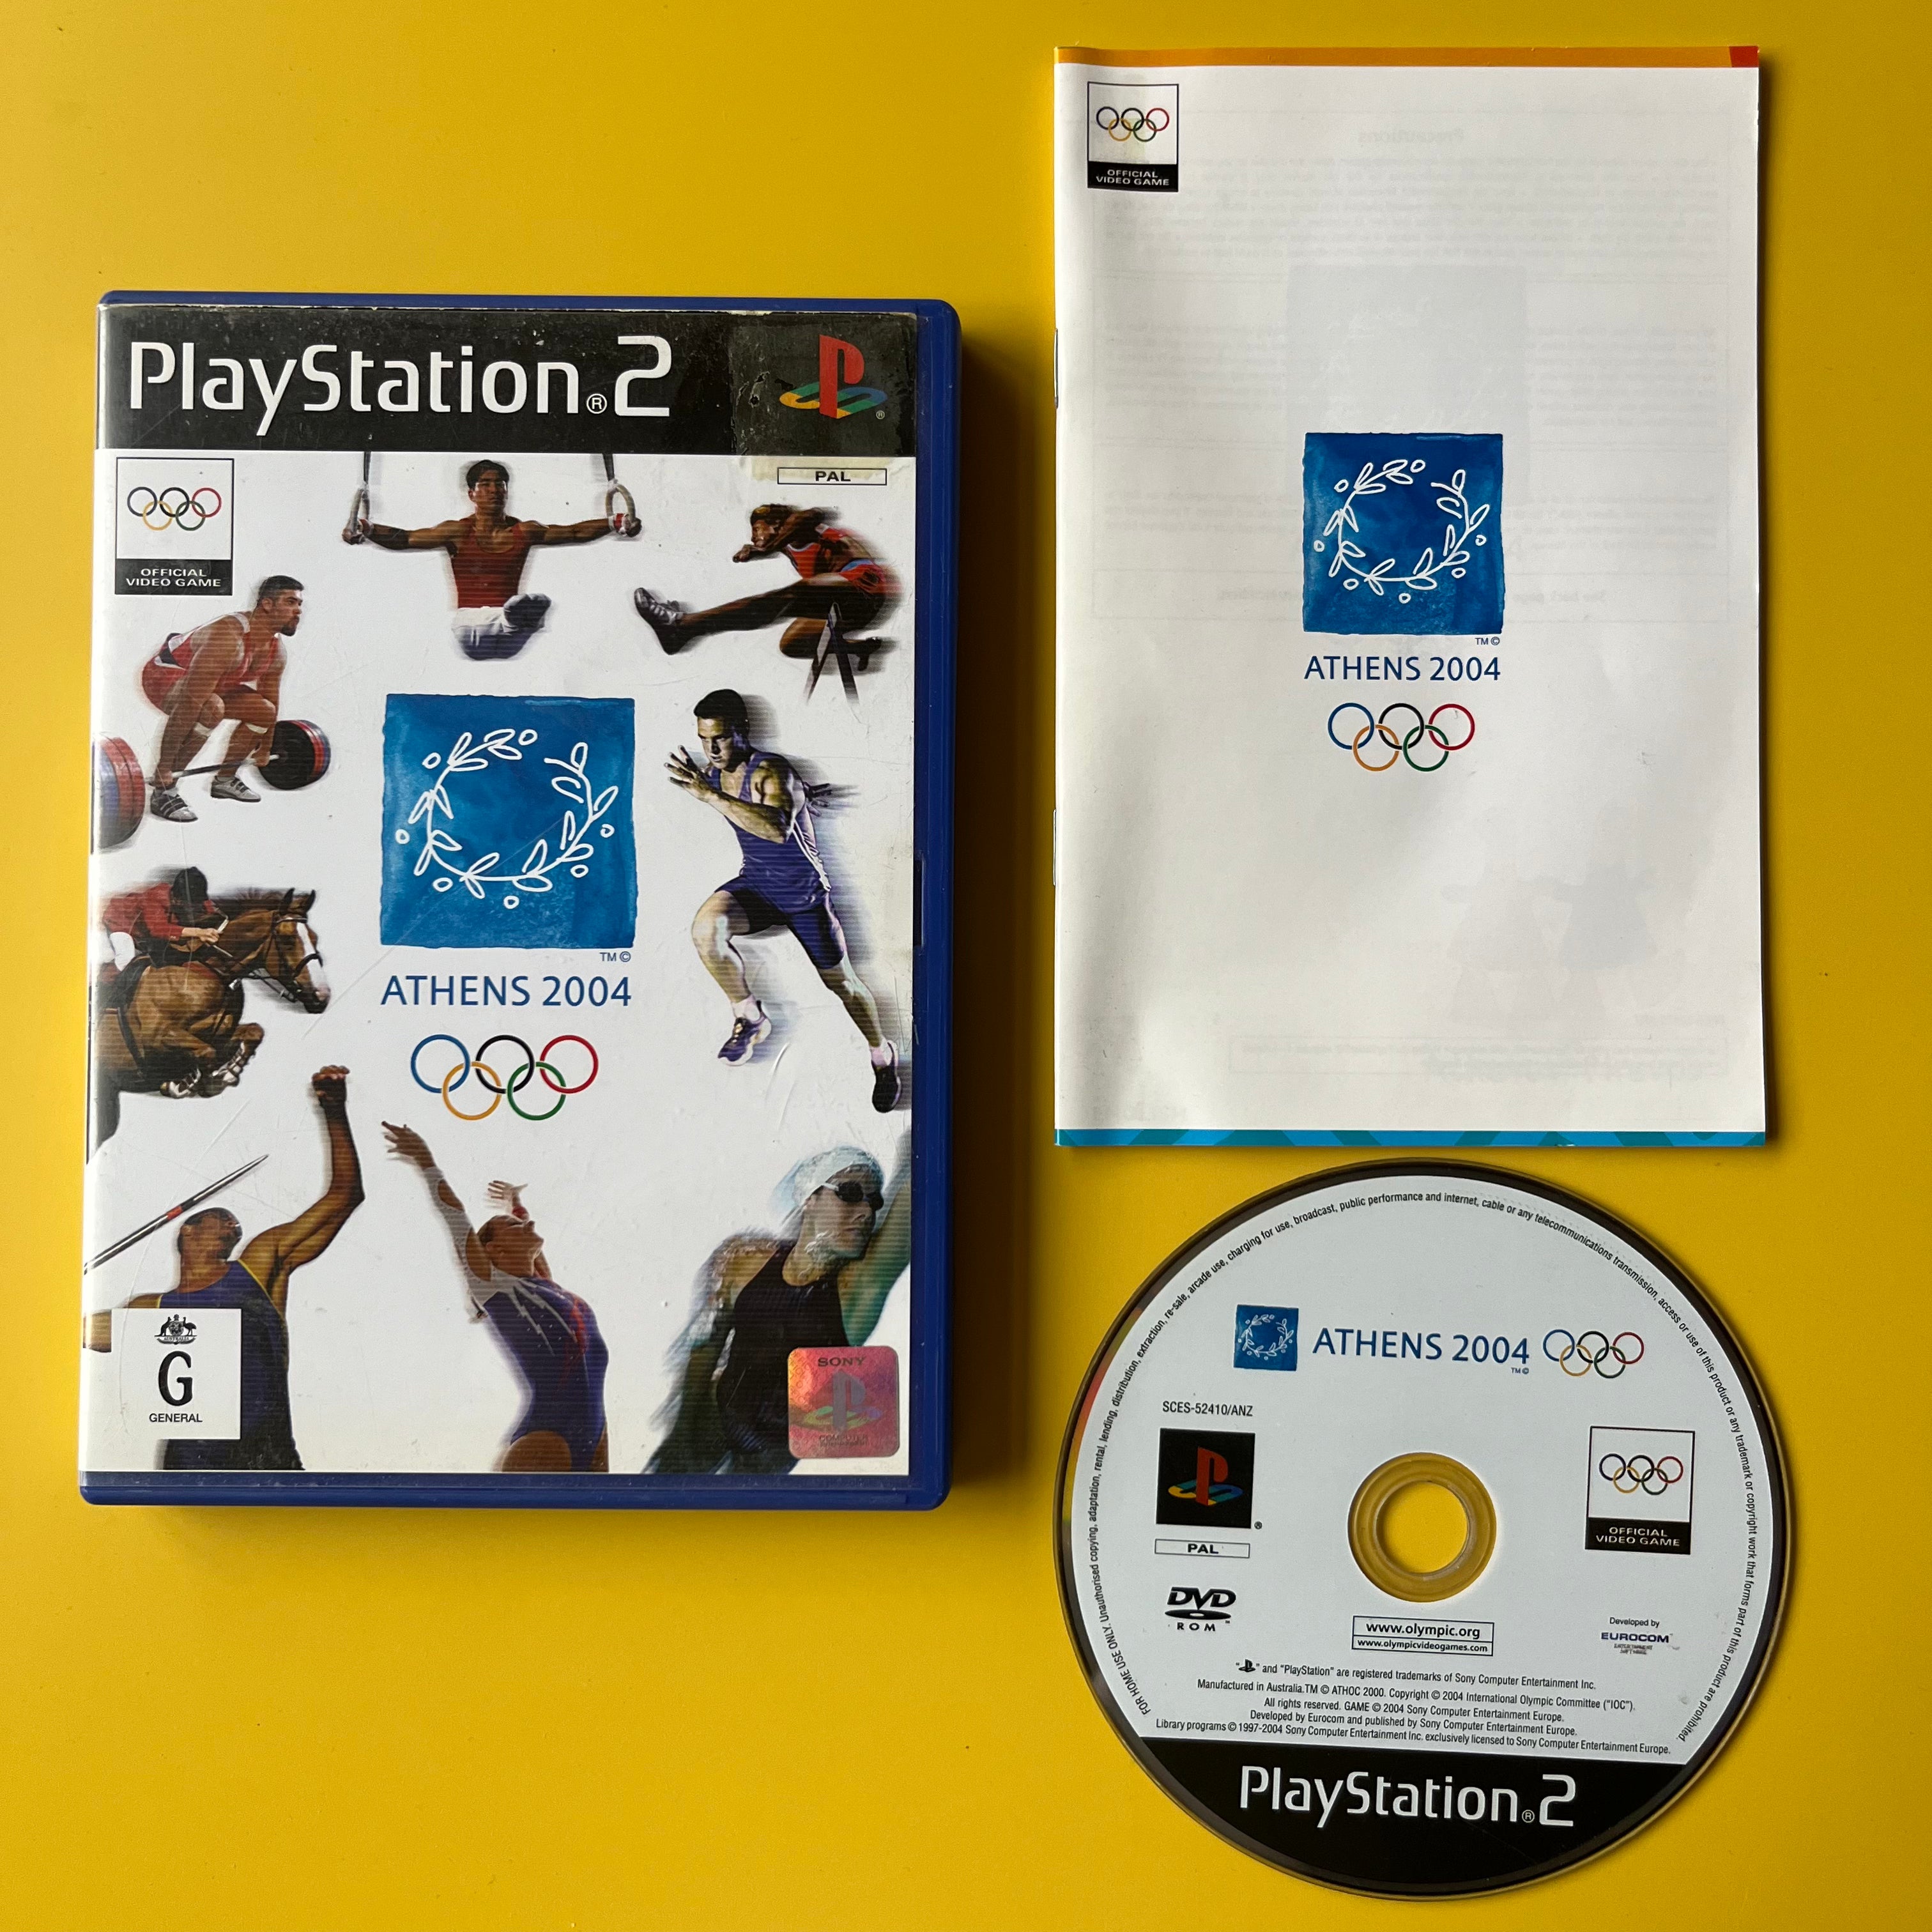 PlayStation®2
PAL
OFFICIAL
VIDEO GAME
TM ©
ATHENS 2004
AUSTRALIA
G
GENERAL
SONY
COMPUTER
OFFICIAL
VIDEO GAME
TM ©
ATHENS 2004
FOR HOME USE ONLY. Unauthorised copying, adaptation, rental, lending, distribution, extraction, re-sale, arcade use, charging for use, broadcast, public performance and internet, cable or any telecommunications transmission, access or use of this product or any trademark or copyright work that forms part of this product are prohibited.
ATHENS 2004
TM ©
SCES-52410/ANZ
®
PAL
DVD
ROM
OFFICIAL
VIDEO GAME
www.olympic.org
www.olympicvideogames.com
Developed by
EUROCOM
ENTERTAINMENT
SOFTWARE
" " and "PlayStation" are registered trademarks of Sony Computer Entertainment Inc.
Manufactured in Australia.TM © ATHOC 2000. Copyright © 2004 International Olympic Committee ("IOC").
All rights reserved. GAME © 2004 Sony Computer Entertainment Europe.
Developed by Eurocom and published by Sony Computer Entertainment Europe.
Library programs © 1997-2004 Sony Computer Entertainment Inc. exclusively licensed to Sony Computer Entertainment Europe.
PlayStation®2